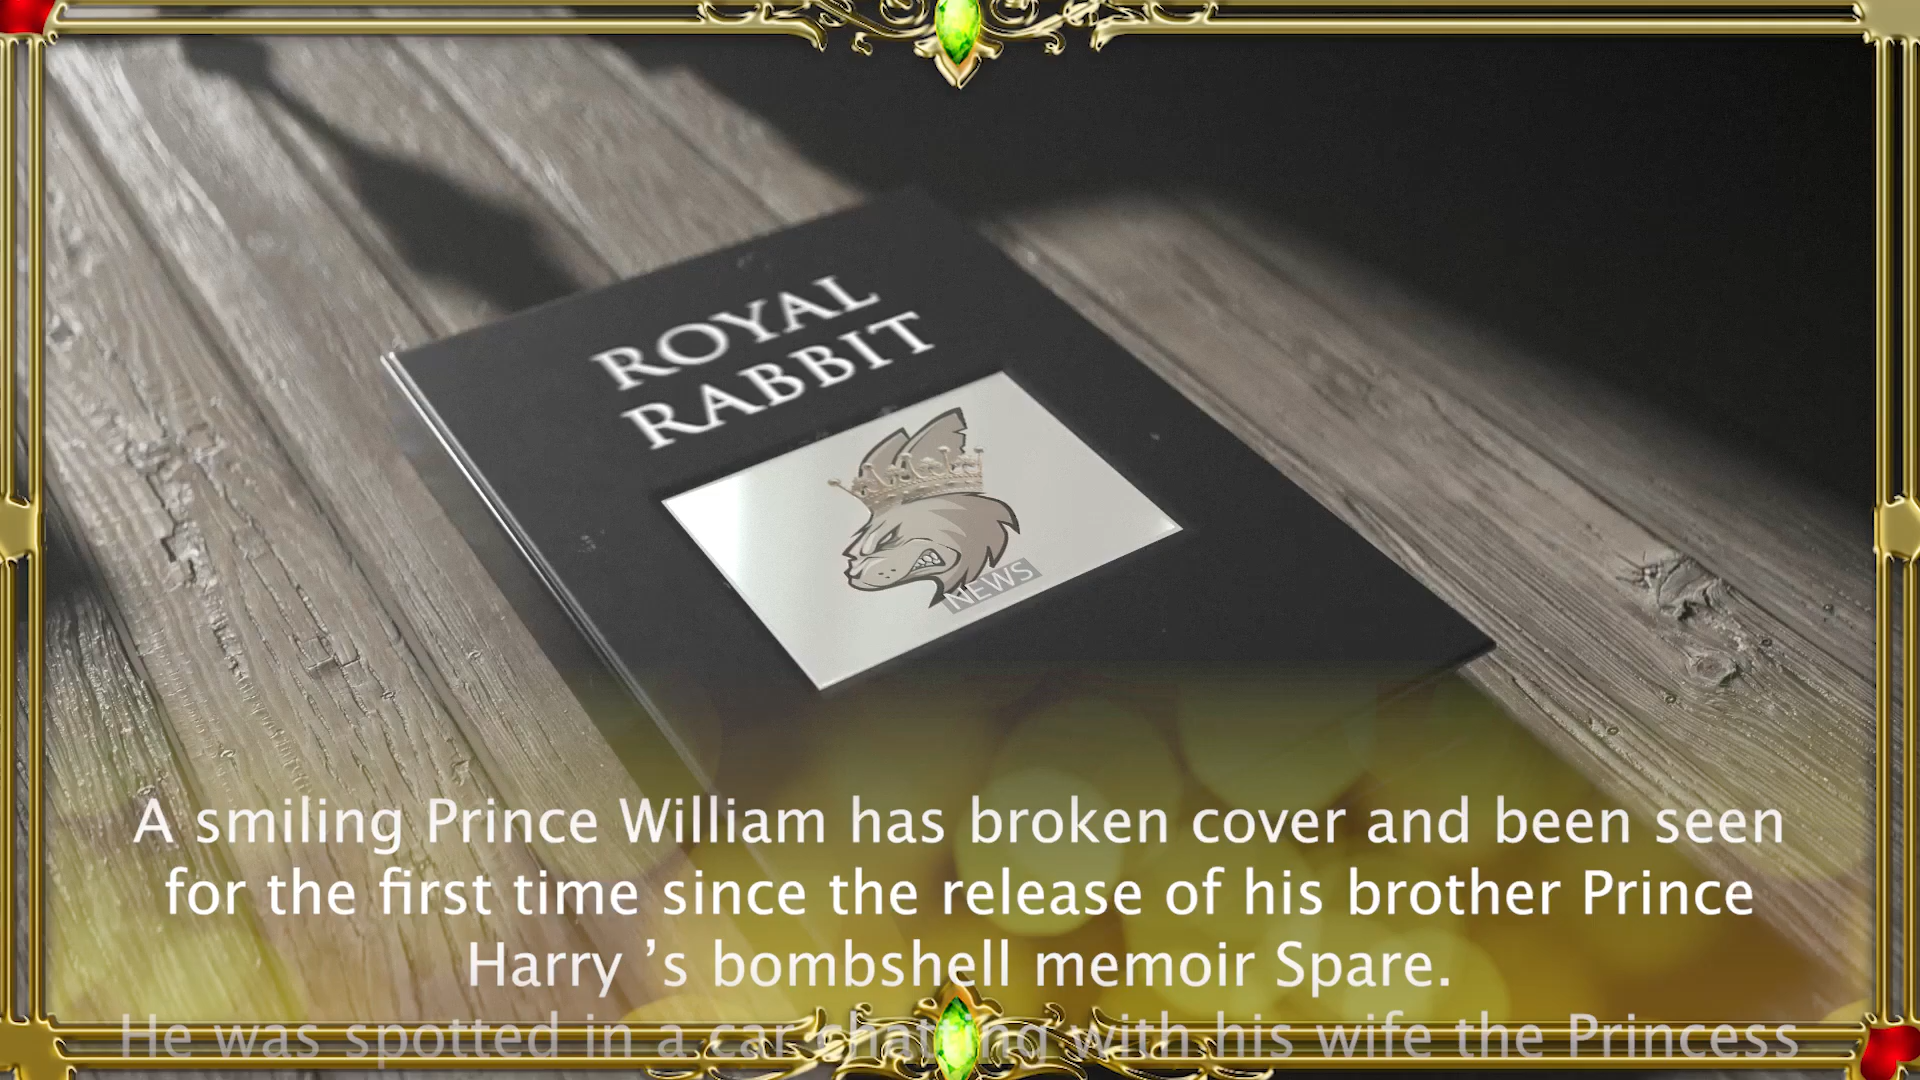 ROYAL
RABBIT
NEWS
A smiling Prince William has broken cover and been seen
for the first time since the release of his brother Prince
Harry ’s bombshell memoir Spare.
He was spotted in a car chatting with his wife the Princess